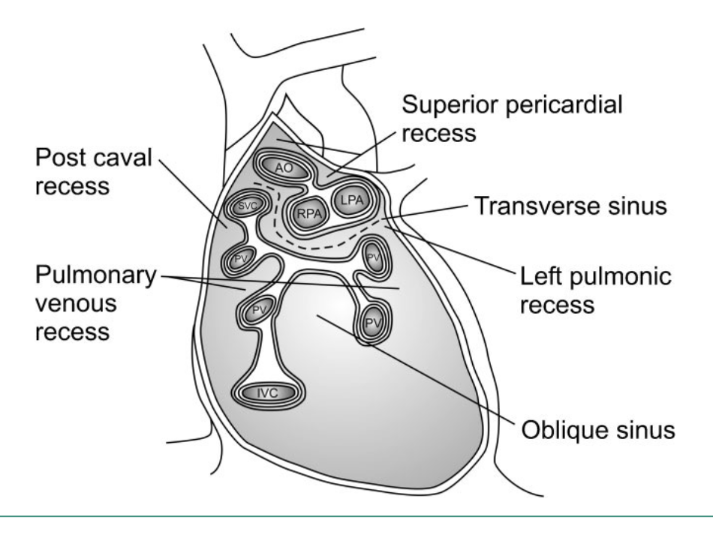 Superior pericardial
recess
Post caval
recess
AO
SVC
RPA
LPA
Transverse sinus
PV
PV
Pulmonary
venous
recess
Left pulmonic
recess
PV
PV
IVC
Oblique sinus